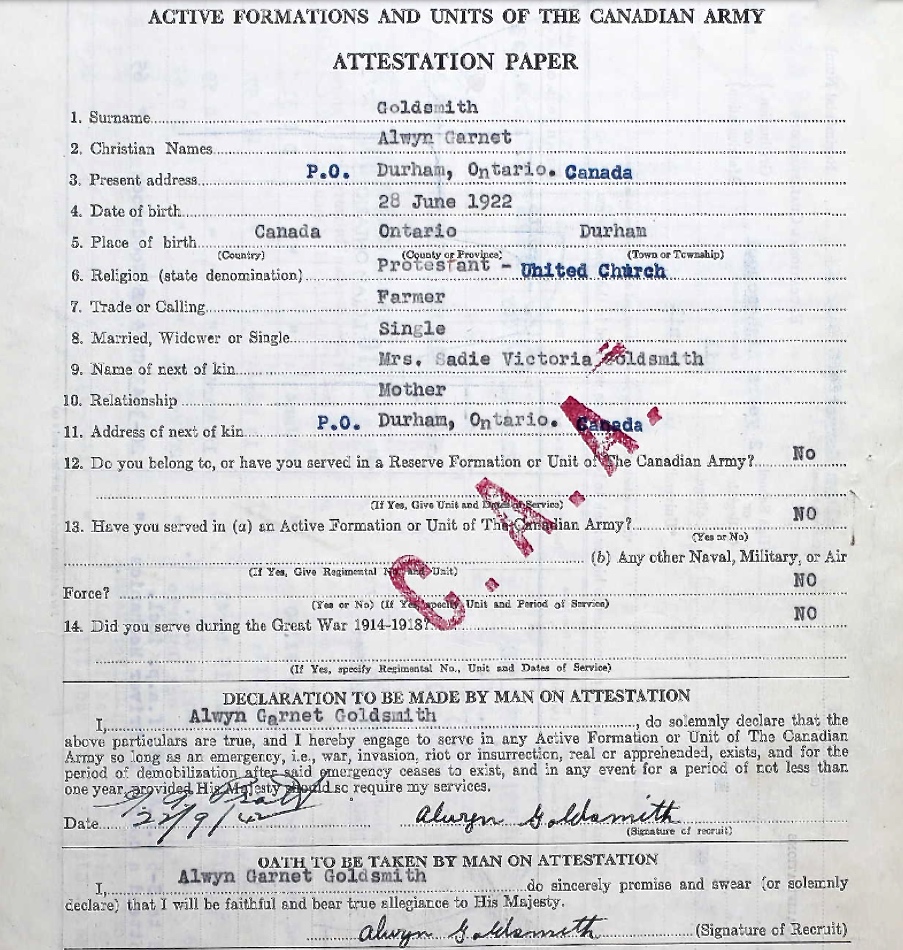 ACTIVE FORMATIONS AND UNITS OF THE CANADIAN ARMY
ATTESTATION PAPER
1. Surname Goldsmith
2. Christian Names Alwyn Garnet
3. Present address P.O. Durham, Ontario. Canada
4. Date of birth 28 June 1922
5. Place of birth Canada Ontario Durham
(Country) (County or Province) (Town or Township)
6. Religion (state denomination) Protestant - United Church
7. Trade or Calling Farmer
8. Married, Widower or Single Single
9. Name of next of kin Mrs. Sadie Victoria Goldsmith
10. Relationship Mother
11. Address of next of kin P.O. Durham, Ontario. Canada
12. Do you belong to, or have you served in a Reserve Formation or Unit of The Canadian Army? No
(If Yes, Give Unit and Dates of Service)
13. Have you served in (a) an Active Formation or Unit of The Canadian Army? NO
(Yes or No)
(b) Any other Naval, Military, or Air
(If Yes, Give Regimental No. and Unit)
Force? NO
(Yes or No) (If Yes, specify Unit and Period of Service)
14. Did you serve during the Great War 1914-1918? NO
(If Yes, specify Regimental No., Unit and Dates of Service)
C.A.A.
DECLARATION TO BE MADE BY MAN ON ATTESTATION
I, Alwyn Garnet Goldsmith, do solemnly declare that the
above particulars are true, and I hereby engage to serve in any Active Formation or Unit of The Canadian
Army so long as an emergency, i.e., war, invasion, riot or insurrection, real or apprehended, exists, and for the
period of demobilization after said emergency ceases to exist, and in any event for a period of not less than
one year, provided His Majesty should so require my services.
Date 22/9/42 Alwyn Goldsmith
(Signature of recruit)
OATH TO BE TAKEN BY MAN ON ATTESTATION
I, Alwyn Garnet Goldsmith do sincerely promise and swear (or solemnly
declare) that I will be faithful and bear true allegiance to His Majesty.
Alwyn Goldsmith (Signature of Recruit)